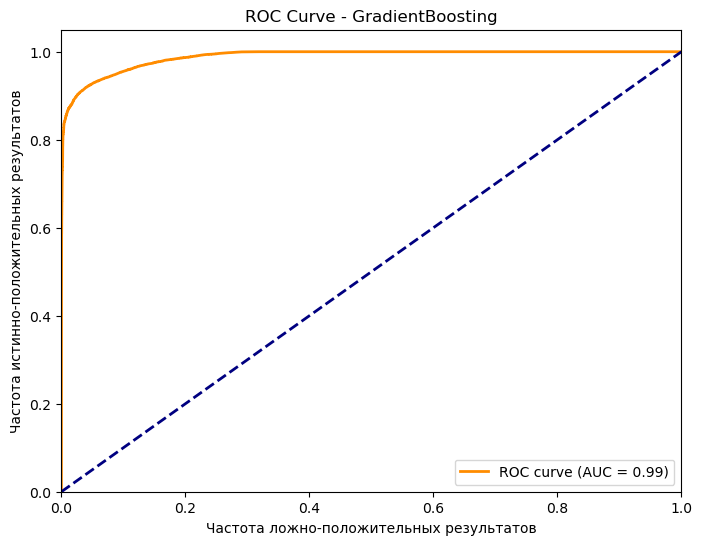 ROC Curve - GradientBoosting
Частота истинно-положительных результатов
1.0
0.8
0.6
0.4
0.2
0.0
0.0 0.2 0.4 0.6 0.8 1.0
ROC curve (AUC = 0.99)
Частота ложно-положительных результатов